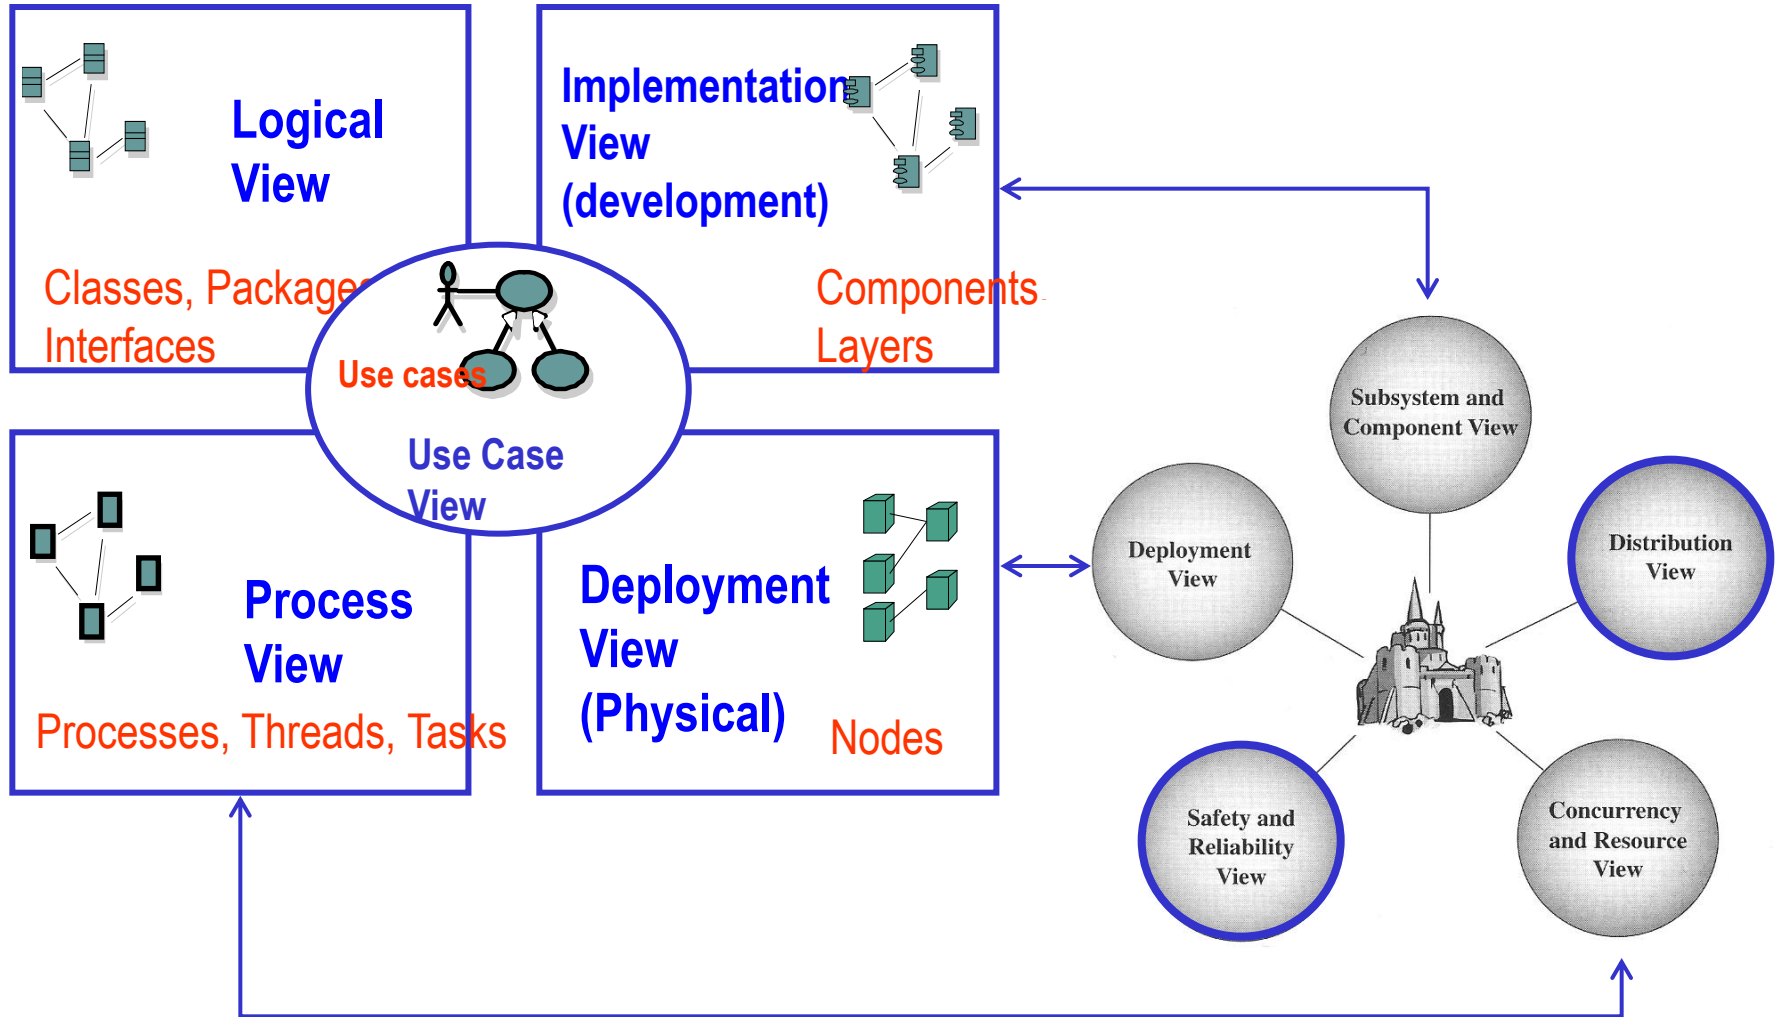 Logical
View
Classes, Package
Interfaces
Implementation
View
(development)
Components
Layers
Use cases
Use Case
View
Process
View
Processes, Threads, Tasks
Deployment
View
(Physical)
Nodes
Subsystem and
Component View
Deployment
View
Distribution
View
Safety and
Reliability
View
Concurrency
and Resource
View